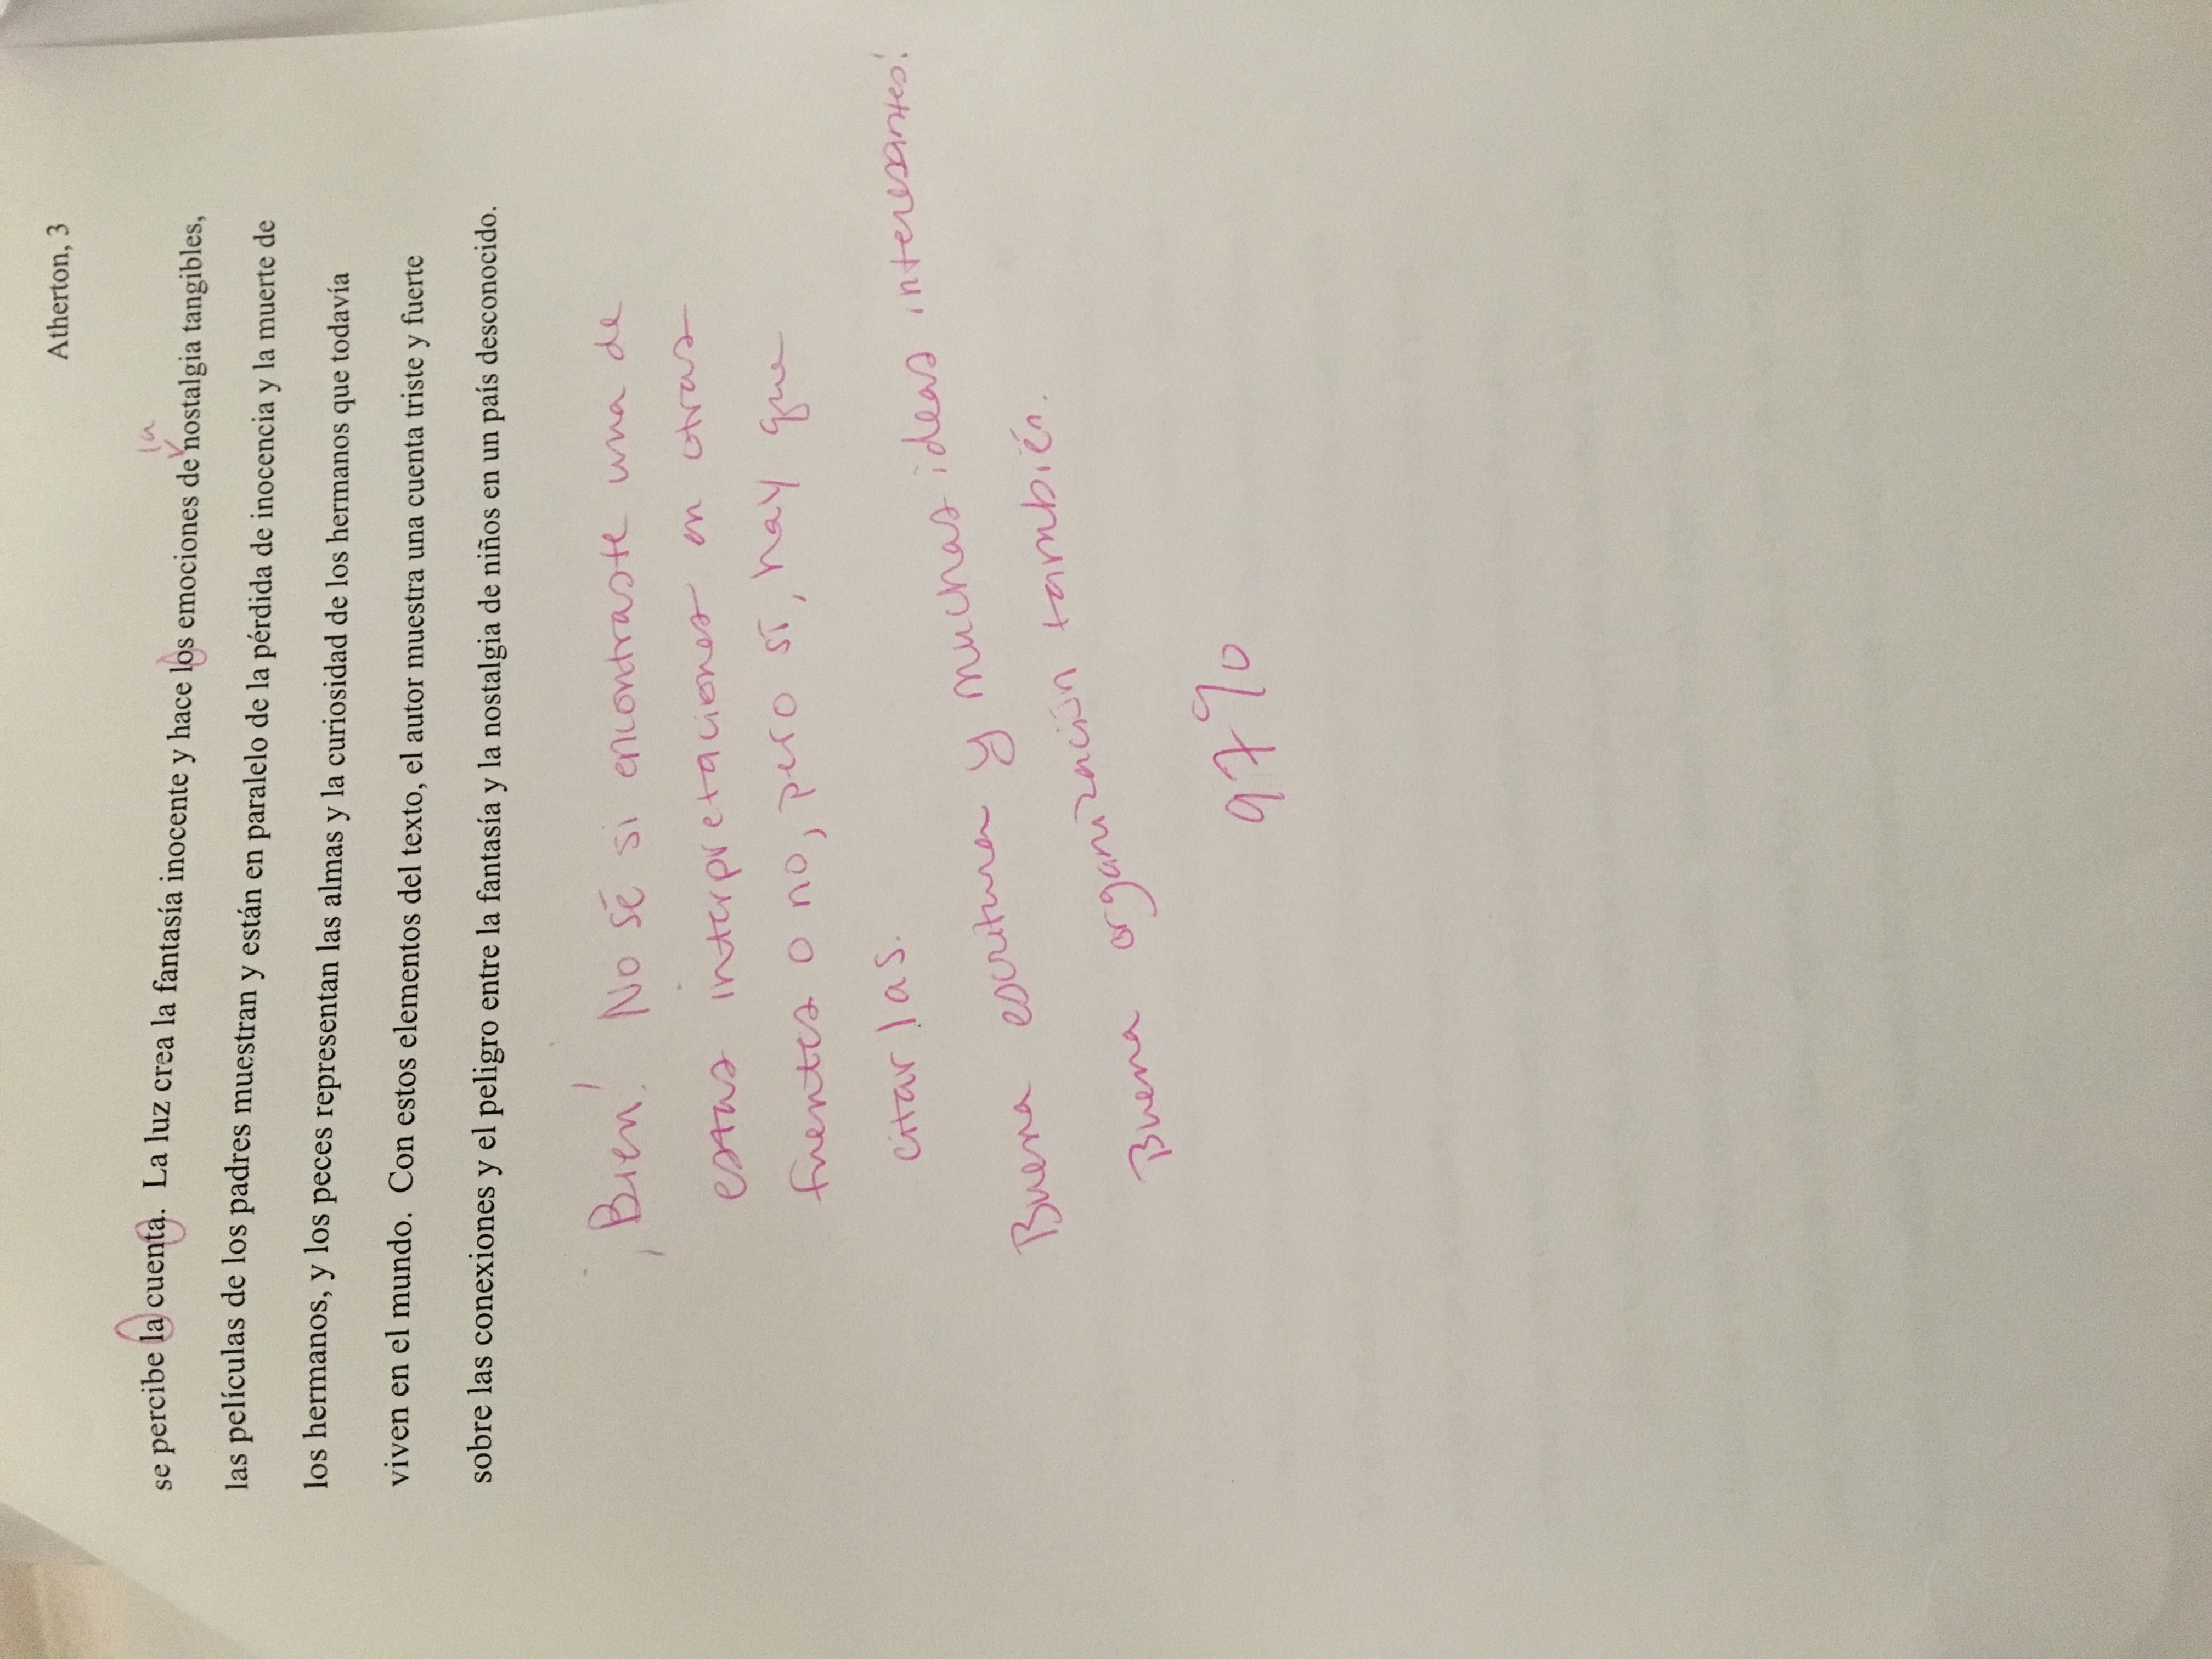 Atherton, 3
la
se percibe la cuenta. La luz crea la fantasía inocente y hace los emociones de nostalgia tangibles,
las películas de los padres muestran y están en paralelo de la pérdida de inocencia y la muerte de
los hermanos, y los peces representan las almas y la curiosidad de los hermanos que todavía
viven en el mundo. Con estos elementos del texto, el autor muestra una cuenta triste y fuerte
sobre las conexiones y el peligro entre la fantasía y la nostalgia de niños en un país desconocido.
¡Bien! No sé si encontraste una de
estas interpretaciones en otras
fuentes o no, pero sí, hay que
citarlas.
Buena escritura y muchas ideas interesantes!
Buena organización también.
97%